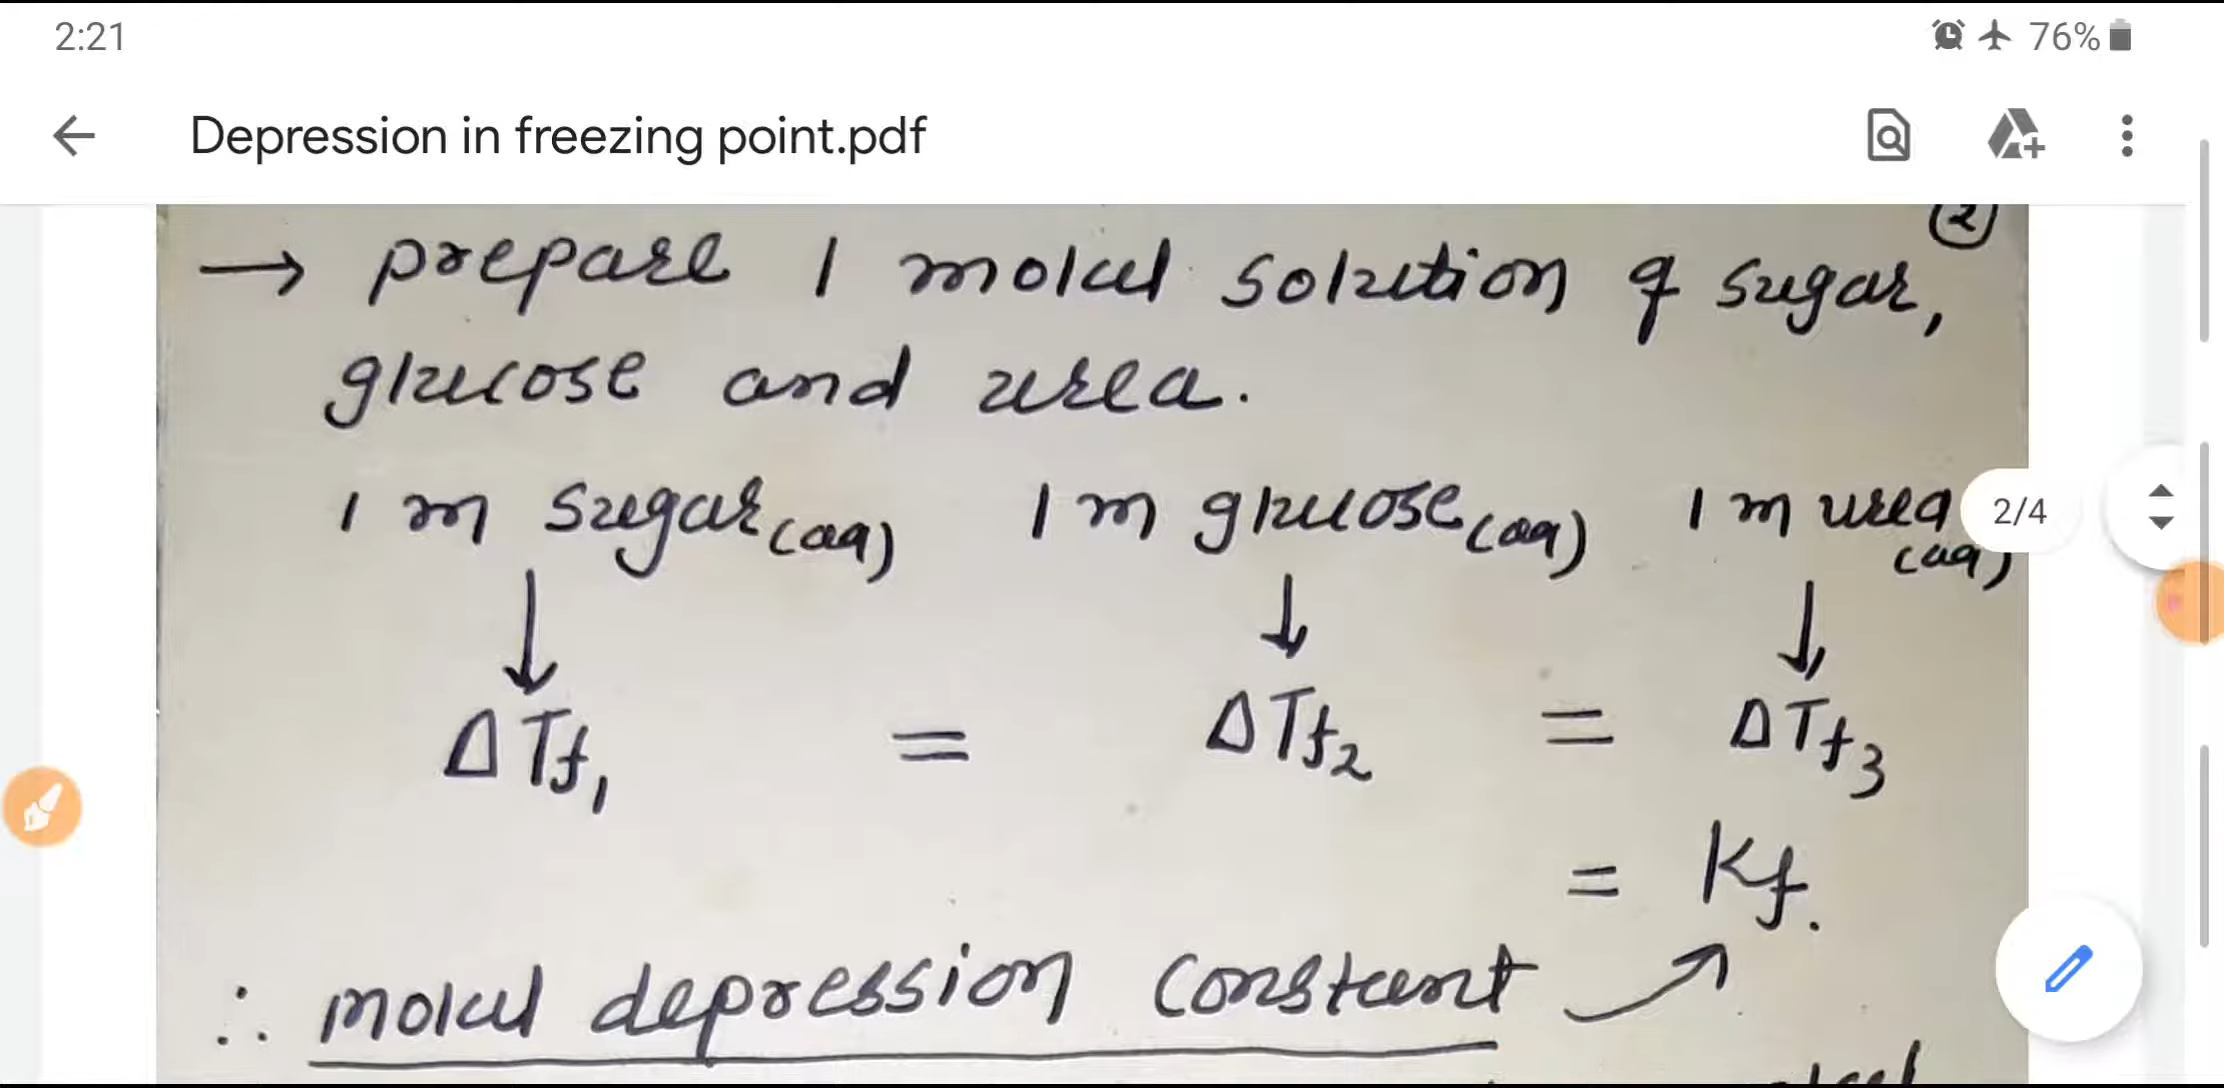 2:21 76%
Depression in freezing point.pdf
2
→ prepare 1 molal solution of sugar,
glucose and urea.
1 m sugar(aq) 1 m glucose(aq) 1 m urea(aq)
2/4
↓ ↓ ↓
ΔTf1 = ΔTf2 = ΔTf3
= Kf.
∴ molal depression constant